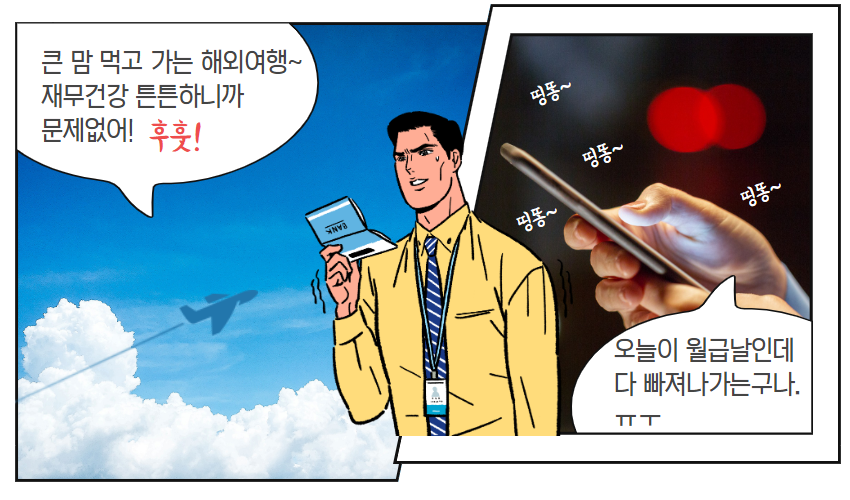 큰 맘 먹고 가는 해외여행~
재무건강 튼튼하니까
문제없어! 후훗!
BANK
띵똥~
띵똥~
띵똥~
띵똥~
오늘이 월급날인데
다 빠져나가는구나.
ㅠㅜ